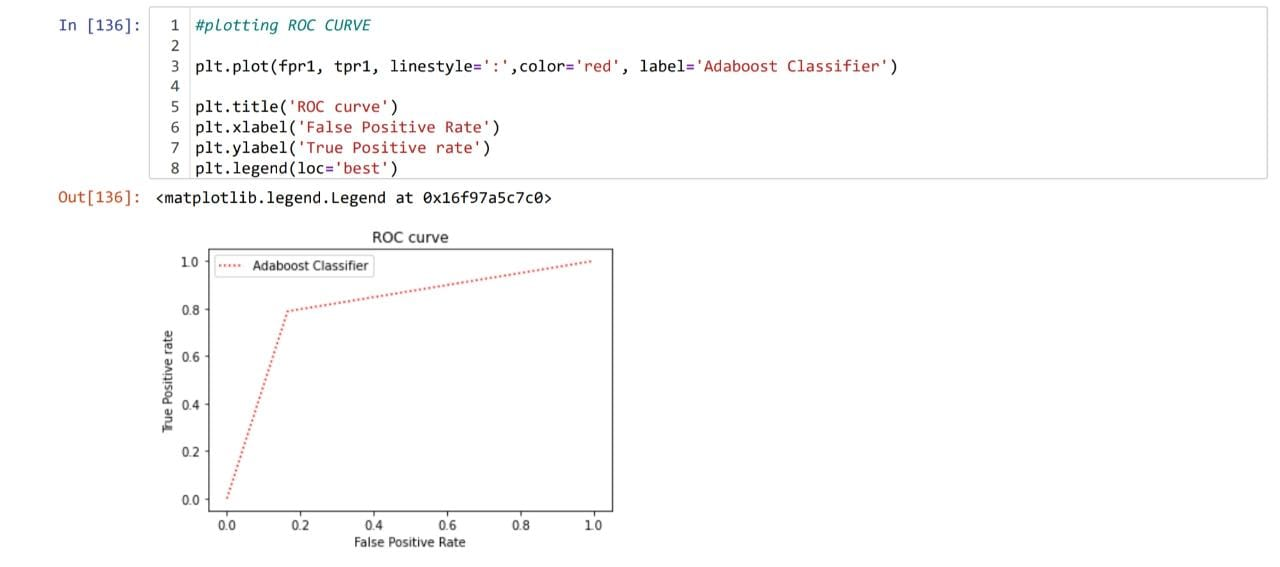 In [136]:
1 #plotting ROC CURVE
2
3 plt.plot(fpr1, tpr1, linestyle=':',color='red', label='Adaboost Classifier')
4
5 plt.title('ROC curve')
6 plt.xlabel('False Positive Rate')
7 plt.ylabel('True Positive rate')
8 plt.legend(loc='best')
Out[136]: <matplotlib.legend.Legend at 0x16f97a5c7c0>
ROC curve
Adaboost Classifier
True Positive rate
1.0
0.8
0.6
0.4
0.2
0.0
0.0 0.2 0.4 0.6 0.8 1.0
False Positive Rate